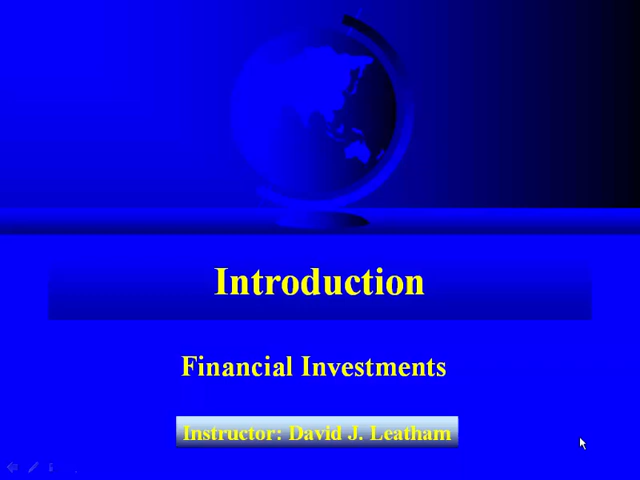 Introduction
Financial Investments
Instructor: David J. Leatham